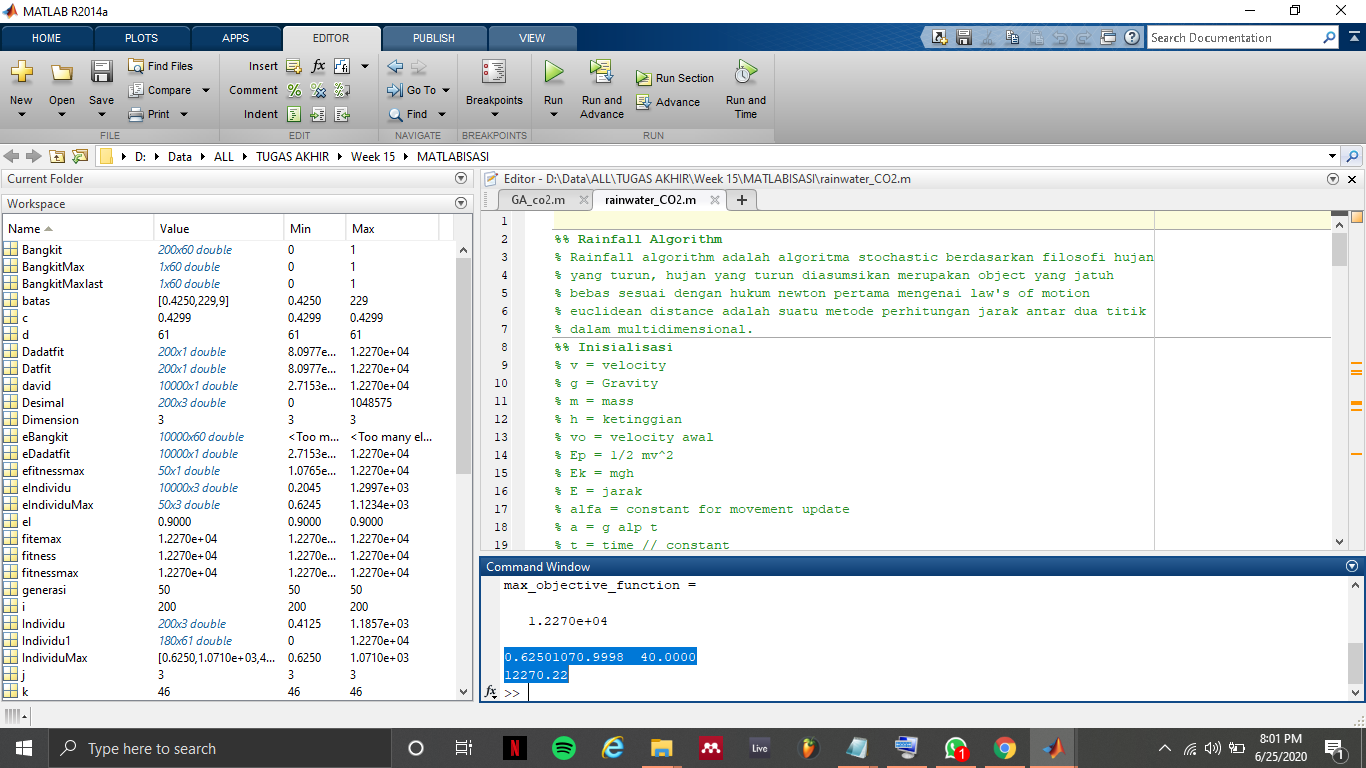 MATLAB R2014a
HOME PLOTS APPS EDITOR PUBLISH VIEW
Search Documentation
New Open Save Find Files Compare Print
Insert fx Comment Indent
Go To Find
Breakpoints
Run Run and Advance Run Section Advance Run and Time
FILE EDIT NAVIGATE BREAKPOINTS RUN
D: Data ALL TUGAS AKHIR Week 15 MATLABISASI
Current Folder
Workspace
Name Value Min Max
Bangkit 200x60 double 0 1
BangkitMax 1x60 double 0 1
BangkitMaxlast 1x60 double 0 1
batas [0.4250,229,9] 0.4250 229
c 0.4299 0.4299 0.4299
d 61 61 61
Dadatfit 200x1 double 8.0977e... 1.2270e+04
Datfit 200x1 double 8.0977e... 1.2270e+04
david 10000x1 double 2.7153e... 1.2270e+04
Desimal 200x3 double 0 1048575
Dimension 3 3 3
eBangkit 10000x60 double <Too m... <Too many el...
eDadatfit 10000x1 double 2.7153e... 1.2270e+04
efitnessmax 50x1 double 1.0765e... 1.2270e+04
eIndividu 10000x3 double 0.2045 1.2997e+03
eIndividuMax 50x3 double 0.6245 1.1234e+03
el 0.9000 0.9000 0.9000
fitemax 1.2270e+04 1.2270e... 1.2270e+04
fitness 1.2270e+04 1.2270e... 1.2270e+04
fitnessmax 1.2270e+04 1.2270e... 1.2270e+04
generasi 50 50 50
i 200 200 200
Individu 200x3 double 0.4125 1.1857e+03
Individu1 180x61 double 0 1.2270e+04
IndividuMax [0.6250,1.0710e+03,4... 0.6250 1.0710e+03
j 3 3 3
k 46 46 46
Editor - D:\Data\ALL\TUGAS AKHIR\Week 15\MATLABISASI\rainwater_CO2.m
GA_co2.m rainwater_CO2.m
1
2 %% Rainfall Algorithm
3 % Rainfall algorithm adalah algoritma stochastic berdasarkan filosofi hujan
4 % yang turun, hujan yang turun diasumsikan merupakan object yang jatuh
5 % bebas sesuai dengan hukum newton pertama mengenai law's of motion
6 % euclidean distance adalah suatu metode perhitungan jarak antar dua titik
7 % dalam multidimensional.
8 %% Inisialisasi
9 % v = velocity
10 % g = Gravity
11 % m = mass
12 % h = ketinggian
13 % vo = velocity awal
14 % Ep = 1/2 mv^2
15 % Ek = mgh
16 % E = jarak
17 % alfa = constant for movement update
18 % a = g alp t
19 % t = time // constant
Command Window
max_objective_function =
1.2270e+04
0.62501070.9998 40.0000
12270.22
fx >>
Type here to search
N
Live
1
8:01 PM
6/25/2020
1